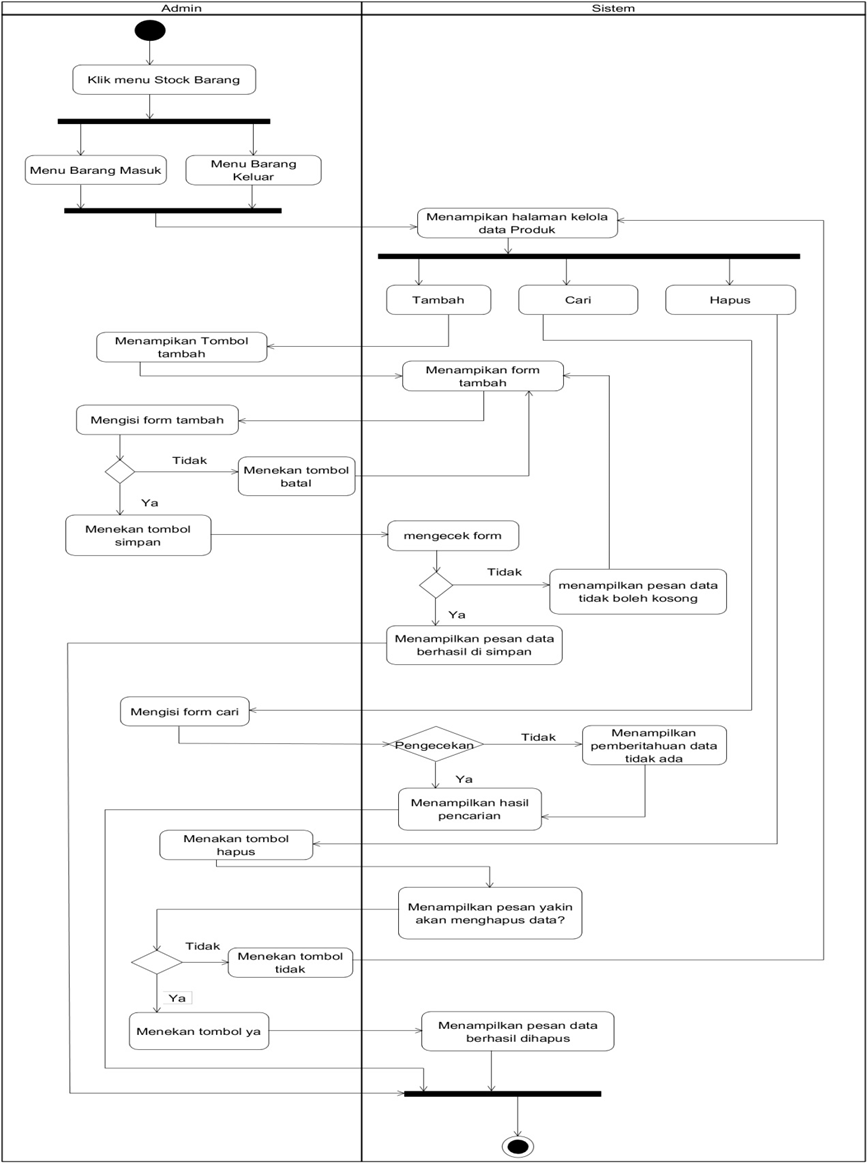 Admin
Sistem
Klik menu Stock Barang
Menu Barang Masuk
Menu Barang
Keluar
Menampikan halaman kelola
data Produk
Tambah
Cari
Hapus
Menampikan Tombol
tambah
Menampikan form
tambah
Mengisi form tambah
Tidak
Menekan tombol
batal
Ya
Menekan tombol
simpan
mengecek form
Tidak
menampilkan pesan data
tidak boleh kosong
Ya
Menampilkan pesan data
berhasil di simpan
Mengisi form cari
Pengecekan
Tidak
Menampilkan
pemberitahuan data
tidak ada
Ya
Menampilkan hasil
pencarian
Menakan tombol
hapus
Menampilkan pesan yakin
akan menghapus data?
Tidak
Menekan tombol
tidak
Ya
Menekan tombol ya
Menampilkan pesan data
berhasil dihapus